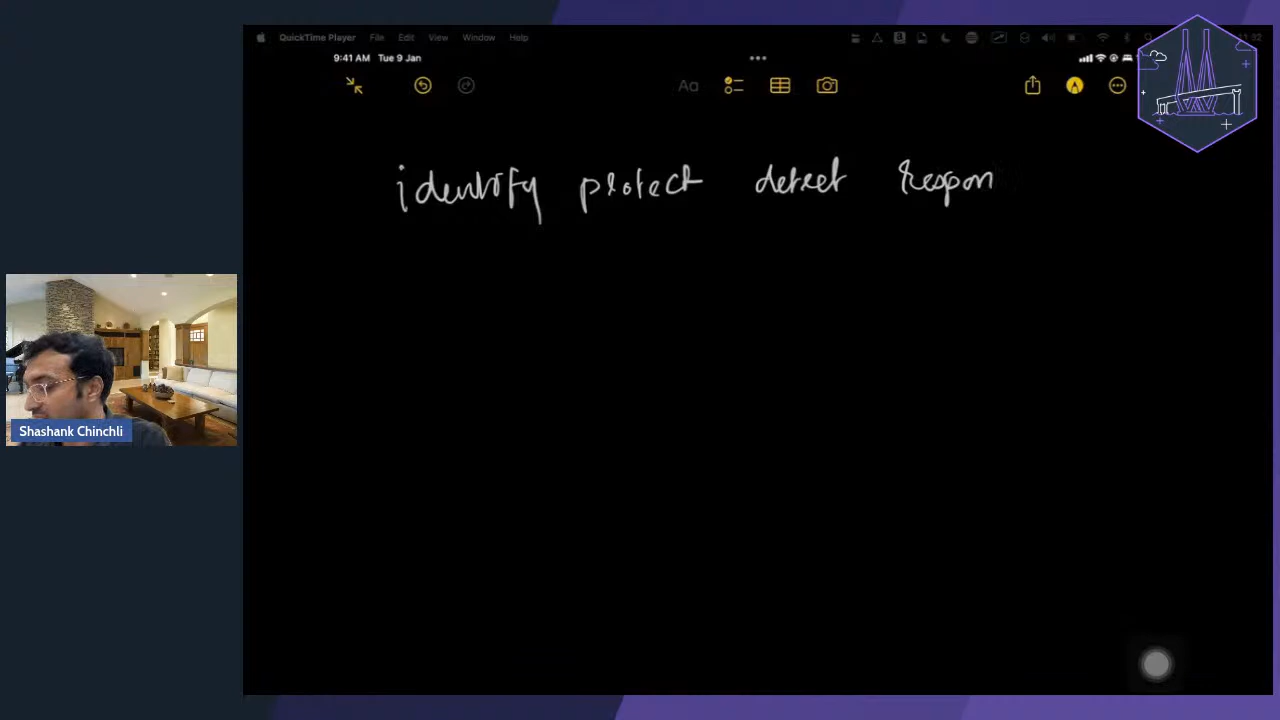 QuickTime Player File Edit View Window Help
9:41 AM Tue 9 Jan
Aa
identify protect detect Respon
Shashank Chinchli